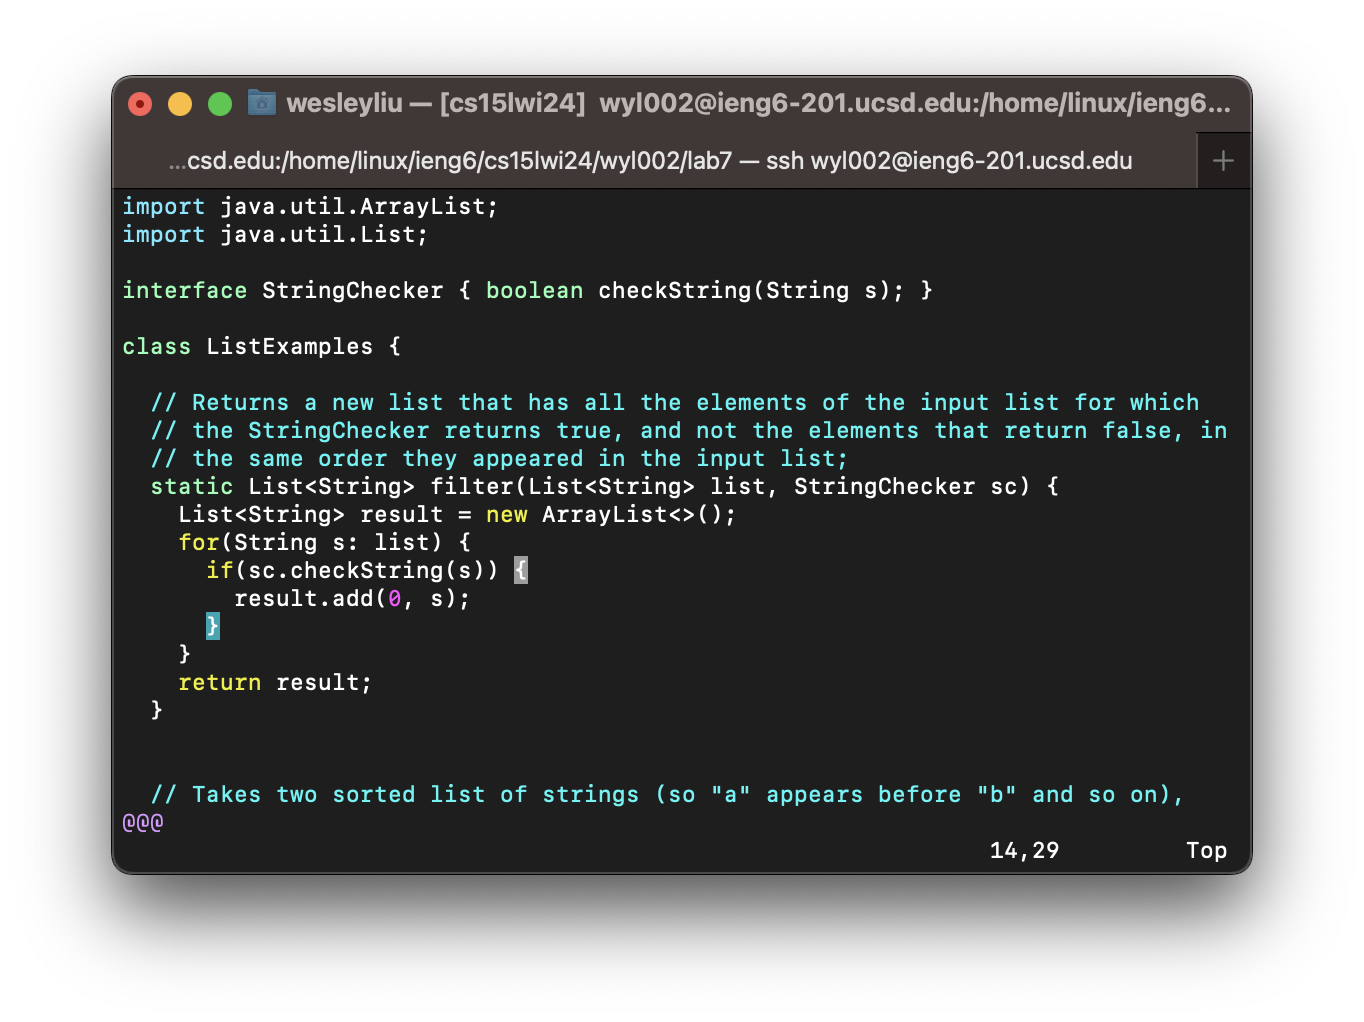 wesleyliu — [cs15lwi24] wyl002@ieng6-201.ucsd.edu:/home/linux/ieng6...
...csd.edu:/home/linux/ieng6/cs15lwi24/wyl002/lab7 — ssh wyl002@ieng6-201.ucsd.edu +
import java.util.ArrayList;
import java.util.List;

interface StringChecker { boolean checkString(String s); }

class ListExamples {

  // Returns a new list that has all the elements of the input list for which
  // the StringChecker returns true, and not the elements that return false, in
  // the same order they appeared in the input list;
  static List<String> filter(List<String> list, StringChecker sc) {
    List<String> result = new ArrayList<>();
    for(String s: list) {
      if(sc.checkString(s)) {
        result.add(0, s);
      }
    }
    return result;
  }


  // Takes two sorted list of strings (so "a" appears before "b" and so on),
@@@
14,29 Top